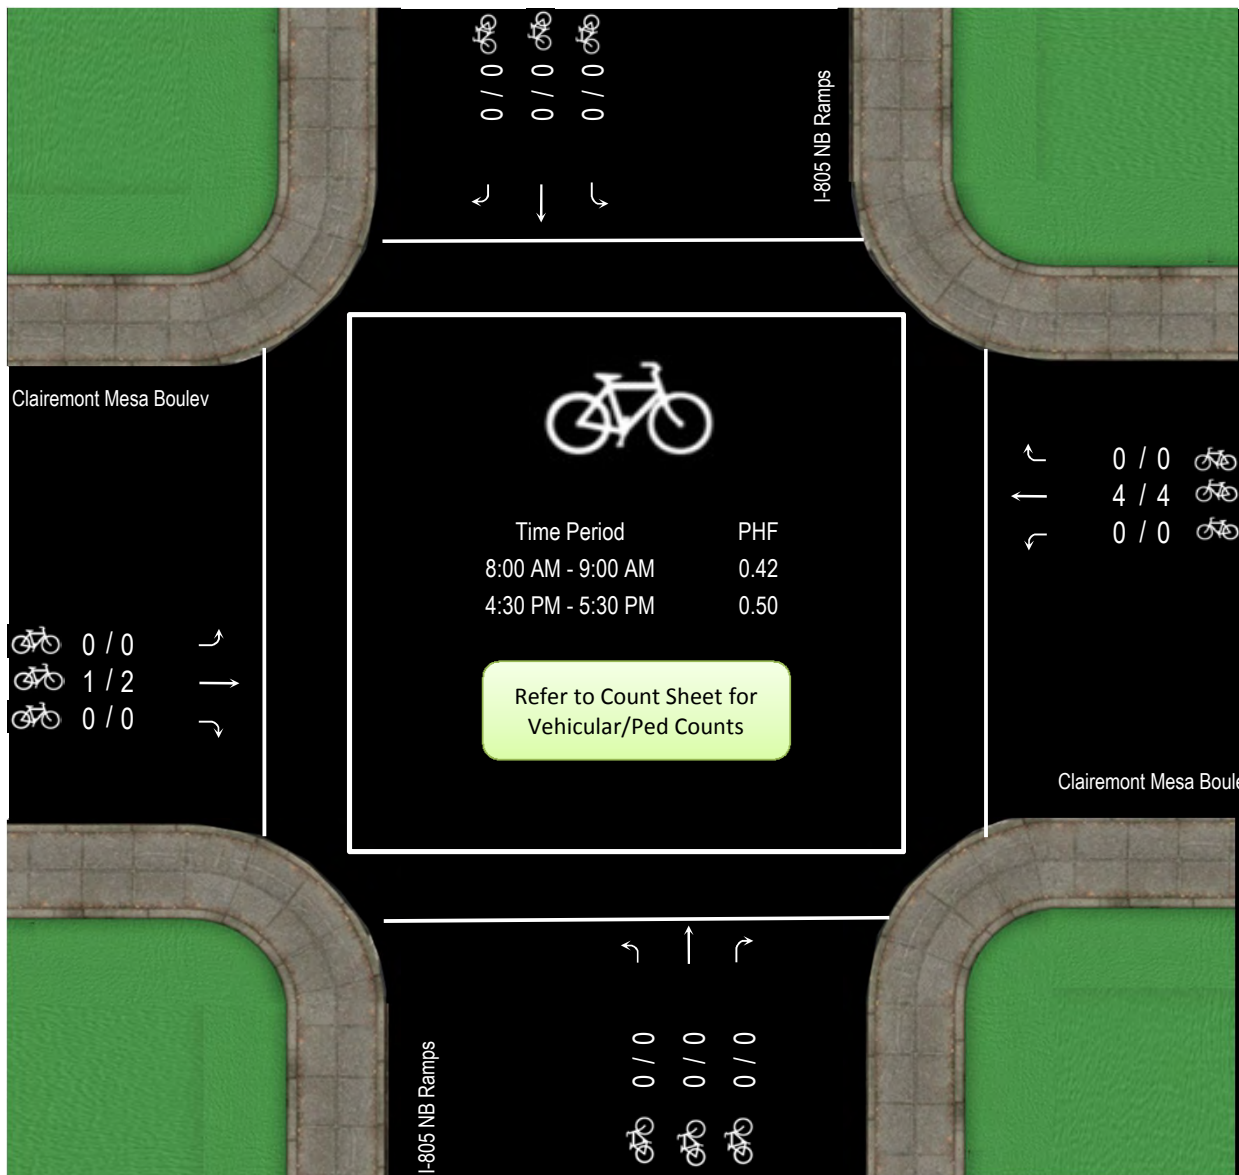 0 / 0
0 / 0
0 / 0
I-805 NB Ramps
Clairemont Mesa Boulev
0 / 0
4 / 4
0 / 0
Time Period PHF
8:00 AM - 9:00 AM 0.42
4:30 PM - 5:30 PM 0.50
0 / 0
1 / 2
0 / 0
Refer to Count Sheet for
Vehicular/Ped Counts
Clairemont Mesa Boule
I-805 NB Ramps
0 / 0
0 / 0
0 / 0